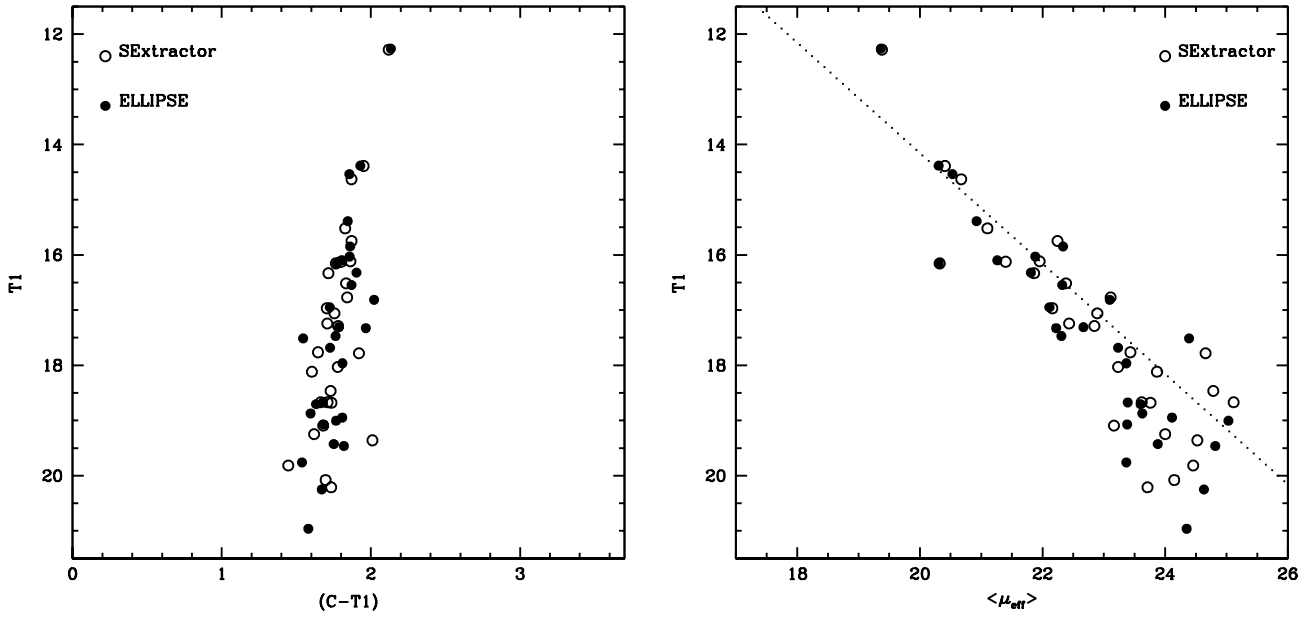 12
14
16
18
20
T1
0
1
2
3
(C-T1)
SExtractor
ELLIPSE
12
14
16
18
20
T1
18
20
22
24
26
<μeff>
SExtractor
ELLIPSE